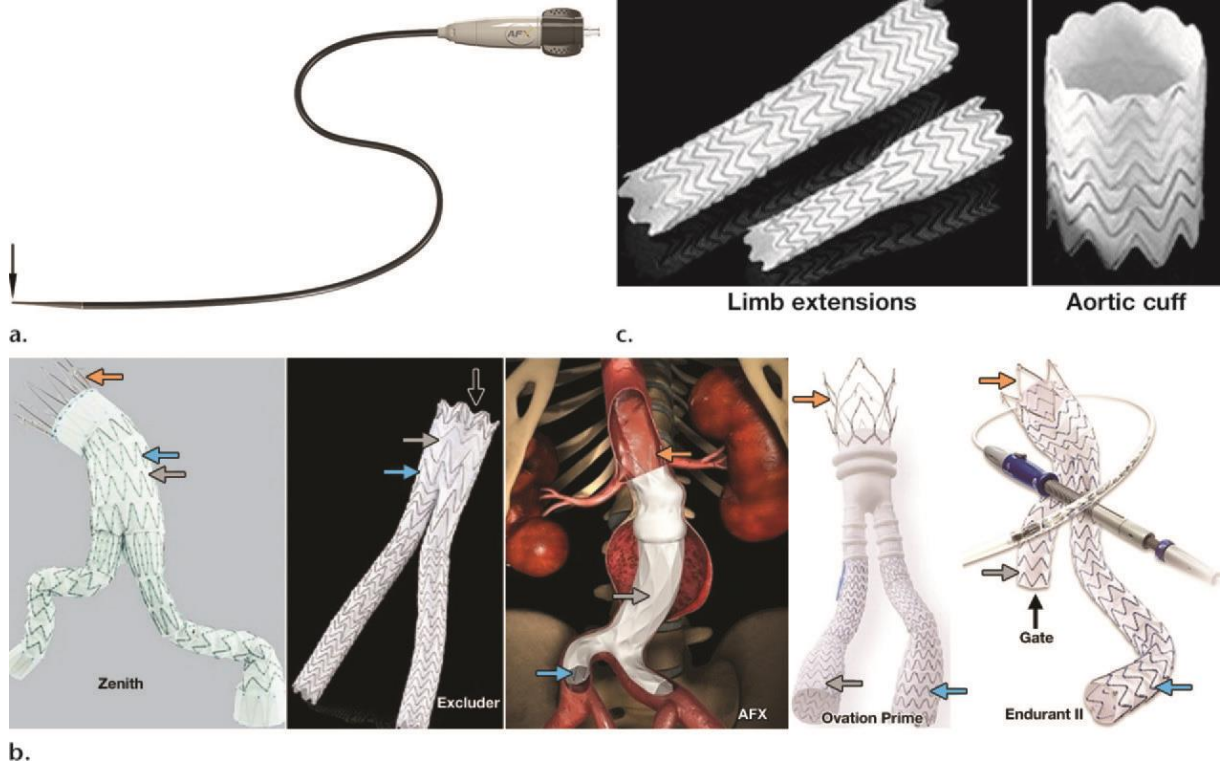 AFX
a.
Limb extensions
Aortic cuff
c.
Zenith
Excluder
AFX
Ovation Prime
Gate
Endurant II
b.